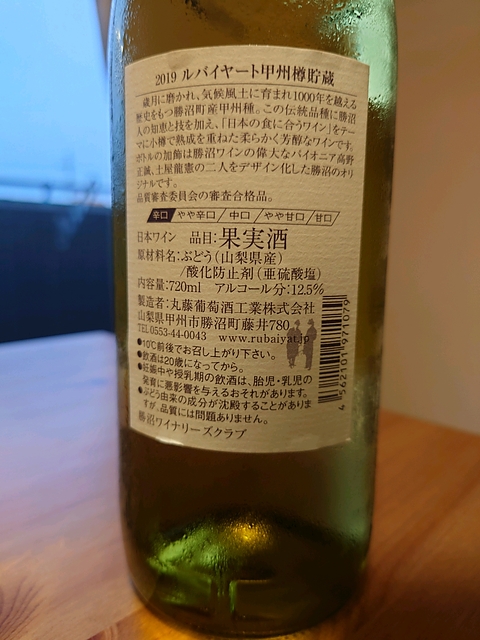 2019 ルバイヤート甲州樽貯蔵
歳月に磨かれ、気候風土に育まれ1000年を越える
歴史をもつ勝沼町産甲州種。この伝統品種に勝沼
人の知恵と技を加え、「日本の食に合うワイン」をテー
マに小樽で熟成を重ねた柔らかく芳醇なワインです。
ボトルの加飾は勝沼ワインの偉大なパイオニア高野
正誠、土屋龍憲の二人をデザイン化した勝沼のオリ
ジナルです。
品質審査委員会の審査合格品。
辛口 やや辛口 中口 やや甘口 甘口
日本ワイン 品目:果実酒
原材料名:ぶどう(山梨県産)
/酸化防止剤(亜硫酸塩)
内容量:720ml アルコール分:12.5%
製造者:丸藤葡萄酒工業株式会社
山梨県甲州市勝沼町藤井780
TEL0553-44-0043 www.rubaiyat.jp
●10℃前後でお召し上がり下さい。
●飲酒は20歳になってから。
●妊娠中や授乳期の飲酒は、胎児・乳児の
発育に悪影響を与えるおそれがあります。
●ぶどう由来の成分が沈殿することがありま
すが、品質には問題ありません。
勝沼ワイナリーズクラブ
4562101971079